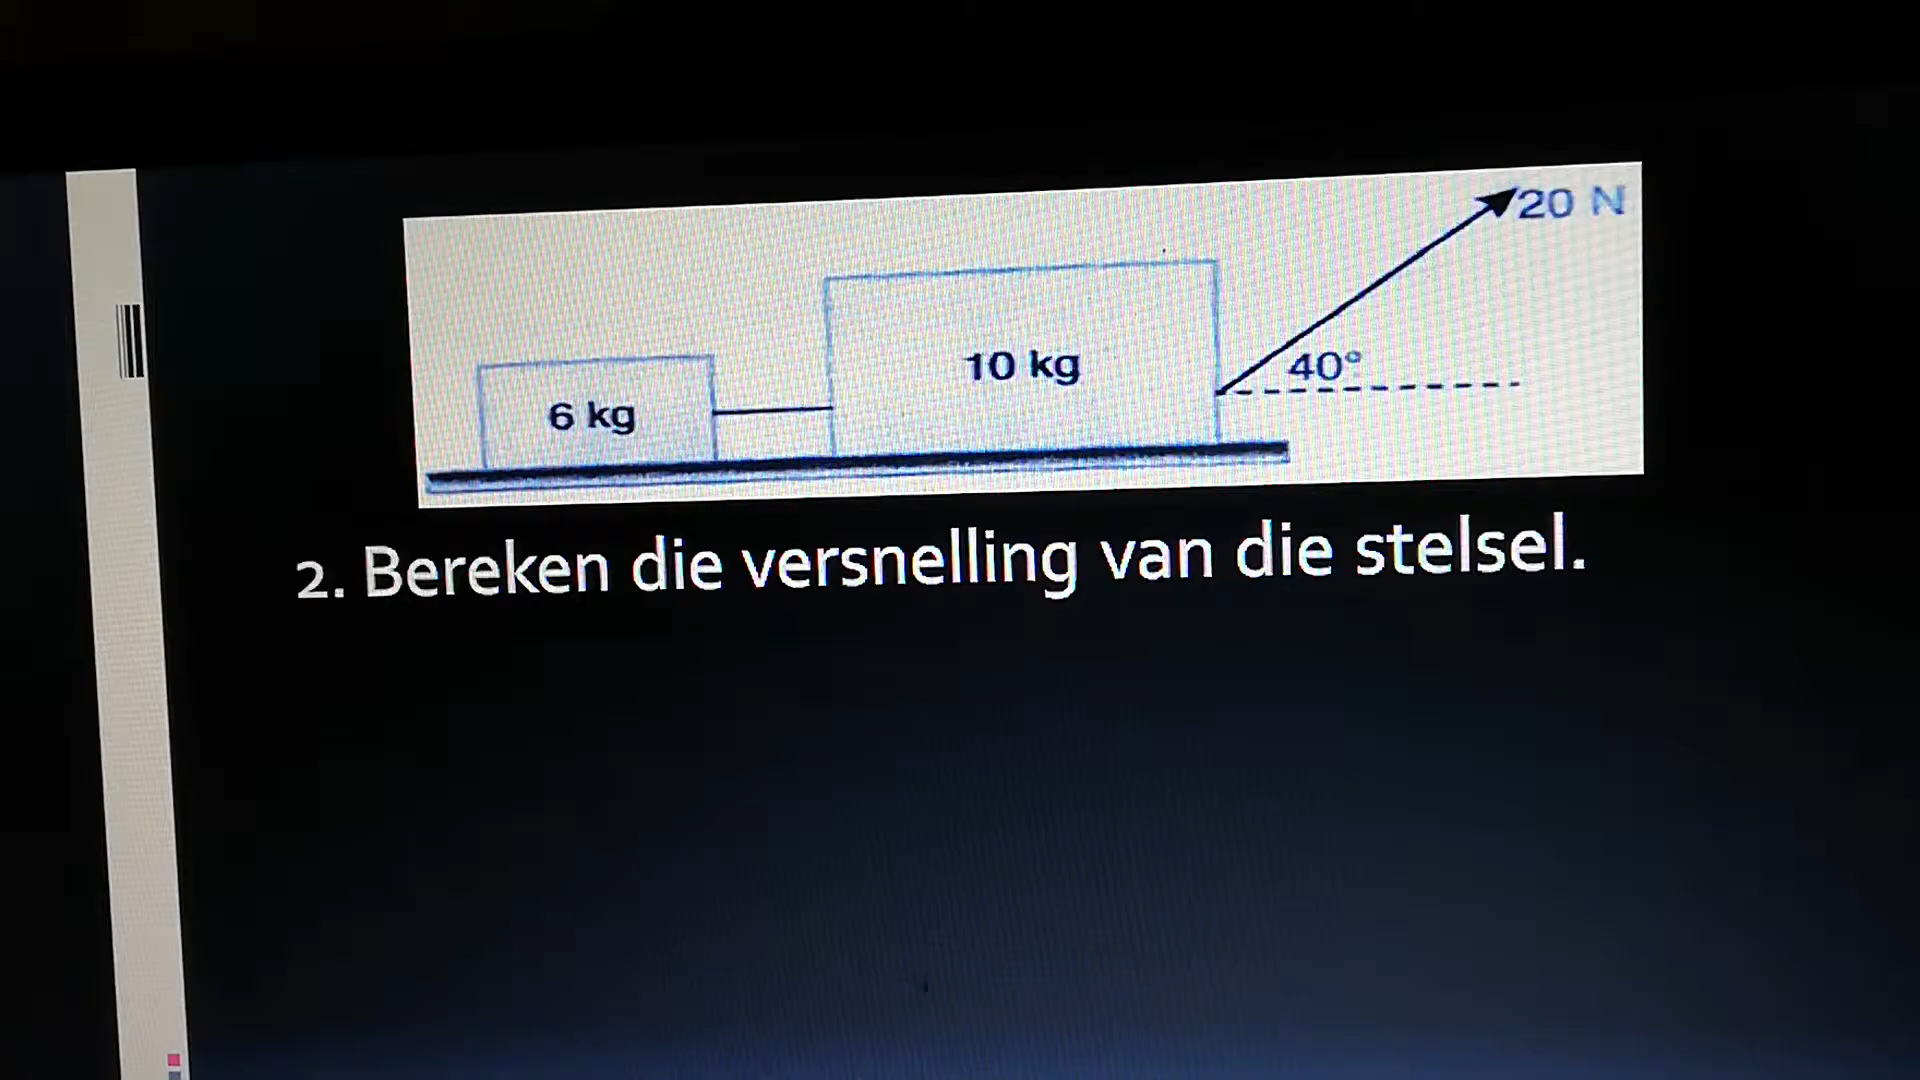 20 N
10 kg
40°
6 kg
2. Bereken die versnelling van die stelsel.